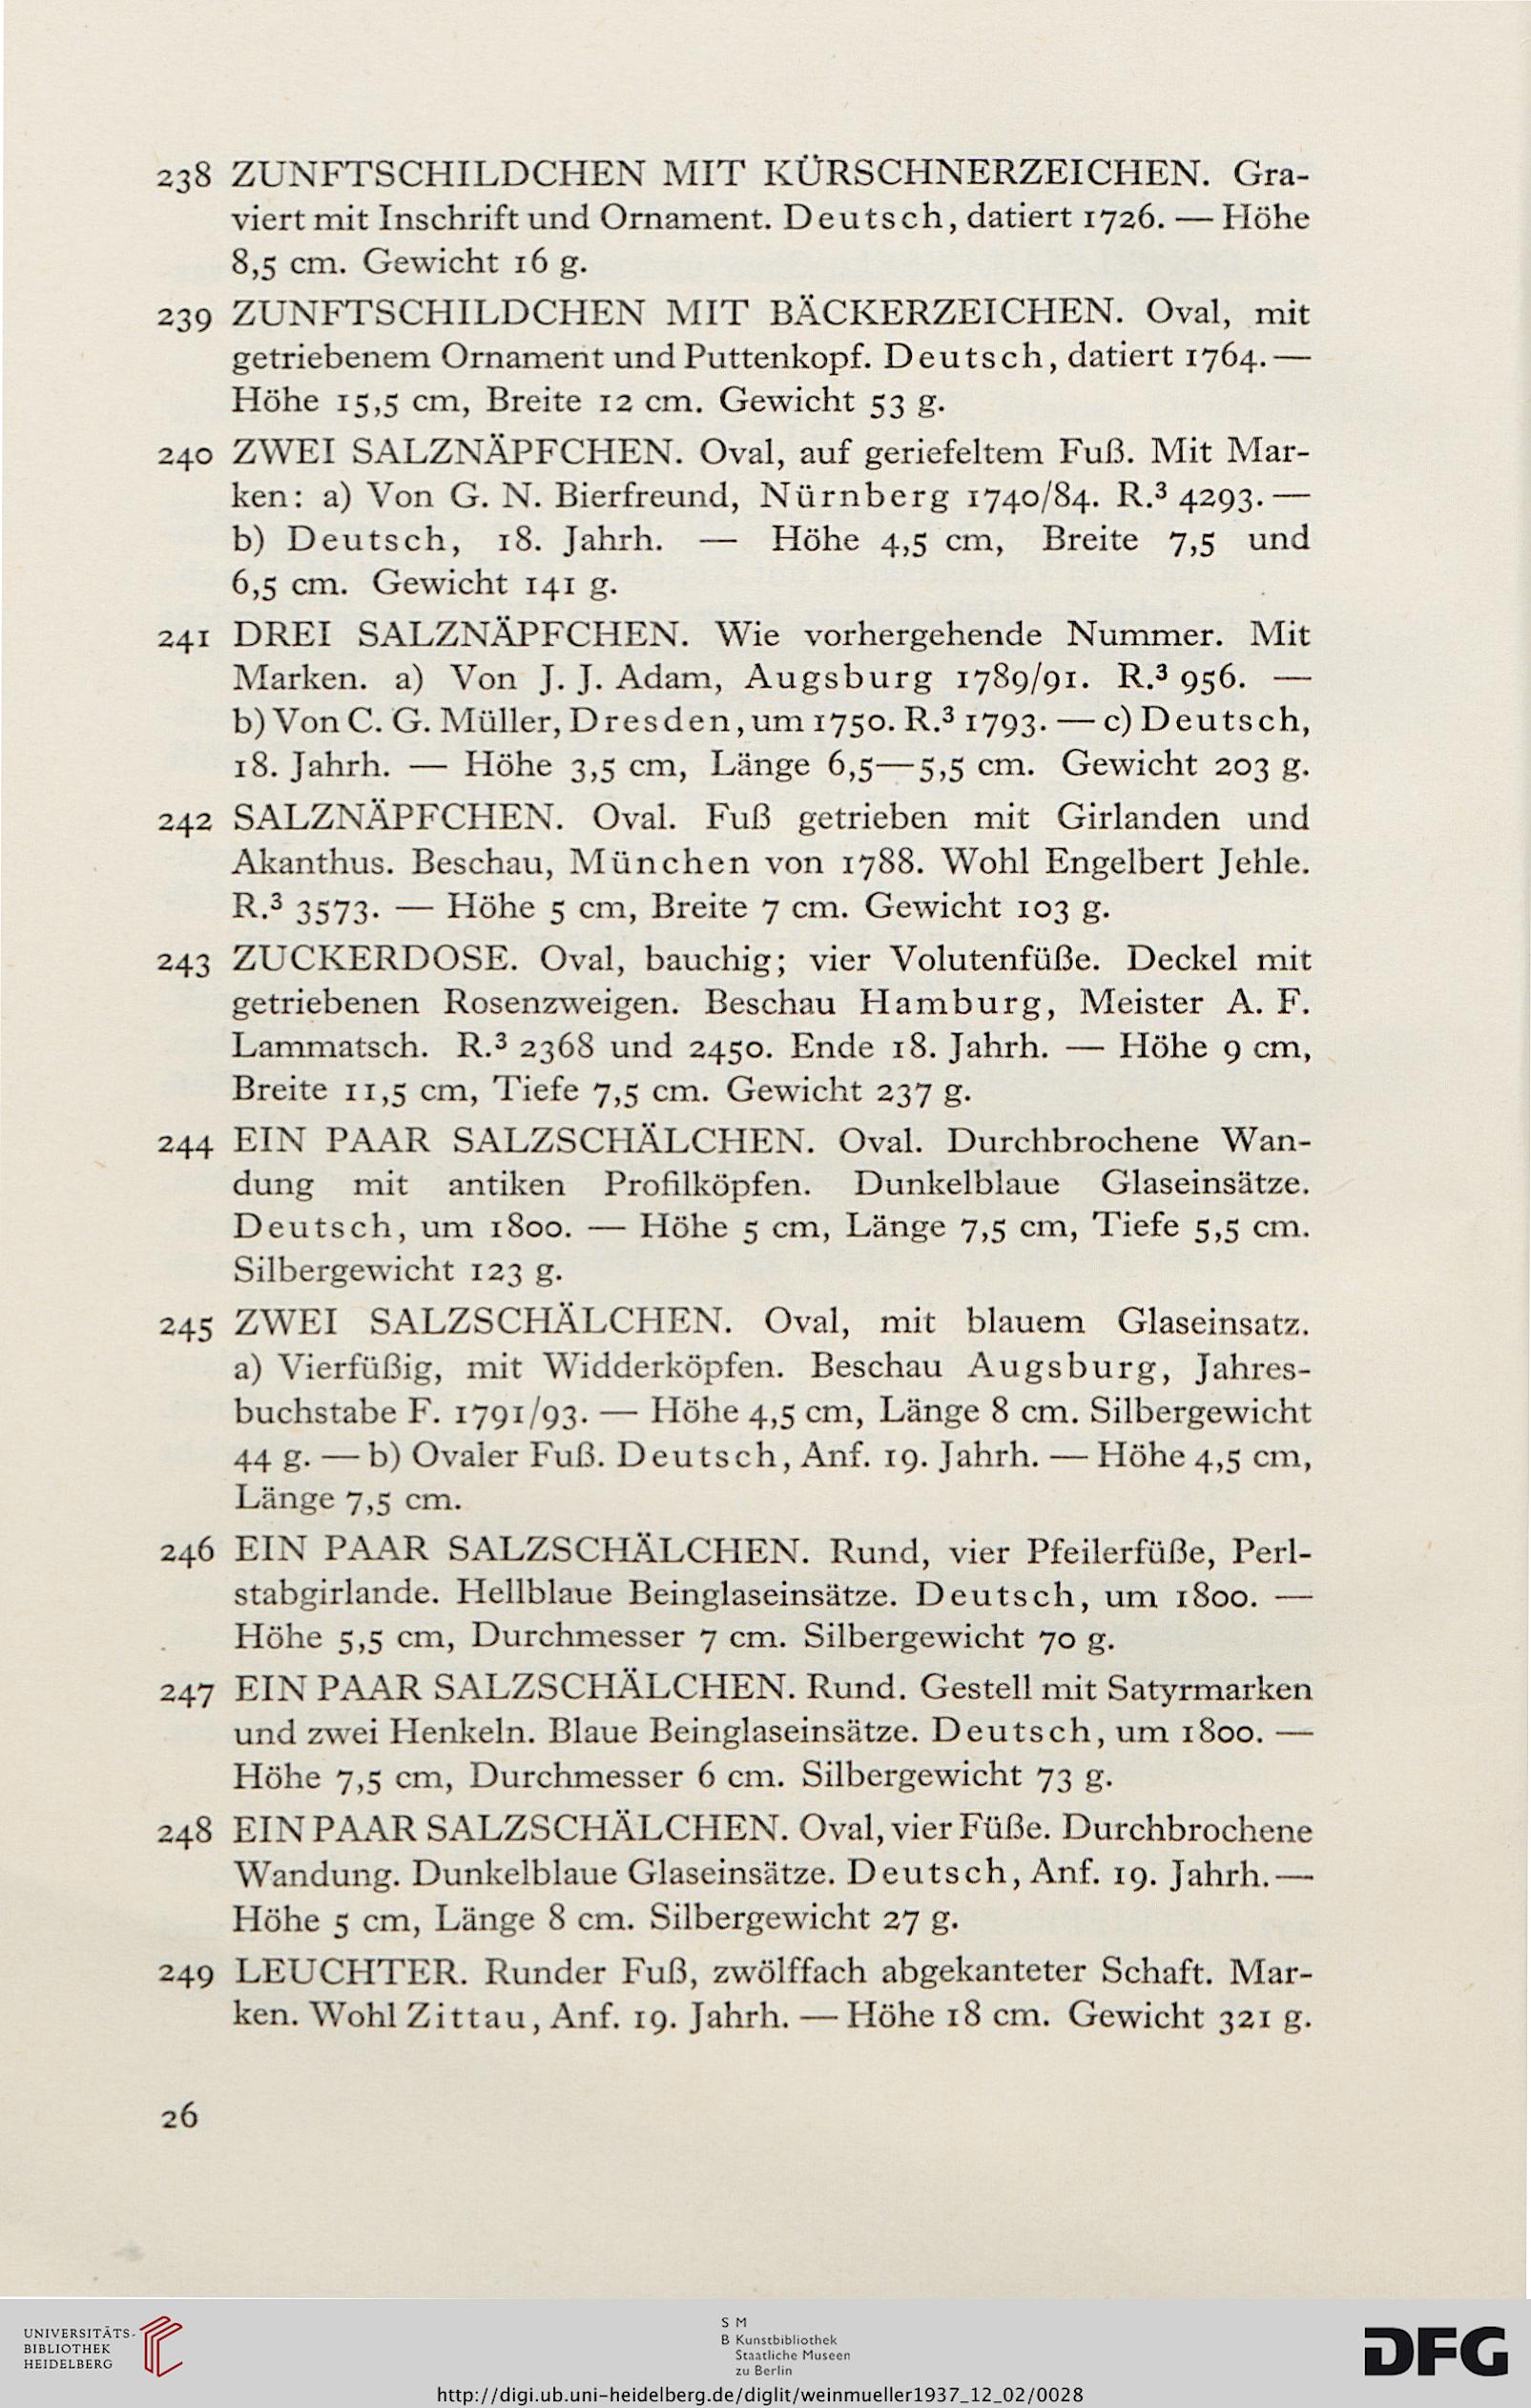 238 ZUNFTSCHILDCHEN MIT KÜRSCHNERZEICHEN. Gra-
viert mit Inschrift und Ornament. Deutsch, datiert 1726. — Höhe
8,5 cm. Gewicht 16 g.
239 ZUNFTSCHILDCHEN MIT BÄCKERZEICHEN. Oval, mit
getriebenem Ornament und Puttenkopf. Deutsch, datiert 1764. —
Höhe 15,5 cm, Breite 12 cm. Gewicht 53 g.
240 ZWEI SALZNÄPFCHEN. Oval, auf geriefeltem Fuß. Mit Mar-
ken: a) Von G. N. Bierfreund, Nürnberg 1740/84. R.³ 4293. —
b) Deutsch, 18. Jahrh. — Höhe 4,5 cm, Breite 7,5 und
6,5 cm. Gewicht 141 g.
241 DREI SALZNÄPFCHEN. Wie vorhergehende Nummer. Mit
Marken. a) Von J. J. Adam, Augsburg 1789/91. R.³ 956. —
b) Von C. G. Müller, Dresden, um 1750. R.³ 1793. — c) Deutsch,
18. Jahrh. — Höhe 3,5 cm, Länge 6,5—5,5 cm. Gewicht 203 g.
242 SALZNÄPFCHEN. Oval. Fuß getrieben mit Girlanden und
Akanthus. Beschau, München von 1788. Wohl Engelbert Jehle.
R.³ 3573. — Höhe 5 cm, Breite 7 cm. Gewicht 103 g.
243 ZUCKERDOSE. Oval, bauchig; vier Volutenfüße. Deckel mit
getriebenen Rosenzweigen. Beschau Hamburg, Meister A. F.
Lammatsch. R.³ 2368 und 2450. Ende 18. Jahrh. — Höhe 9 cm,
Breite 11,5 cm, Tiefe 7,5 cm. Gewicht 237 g.
244 EIN PAAR SALZSCHÄLCHEN. Oval. Durchbrochene Wan-
dung mit antiken Profilköpfen. Dunkelblaue Glaseinsätze.
Deutsch, um 1800. — Höhe 5 cm, Länge 7,5 cm, Tiefe 5,5 cm.
Silbergewicht 123 g.
245 ZWEI SALZSCHÄLCHEN. Oval, mit blauem Glaseinsatz.
a) Vierfüßig, mit Widderköpfen. Beschau Augsburg, Jahres-
buchstabe F. 1791/93. — Höhe 4,5 cm, Länge 8 cm. Silbergewicht
44 g. — b) Ovaler Fuß. Deutsch, Anf. 19. Jahrh. — Höhe 4,5 cm,
Länge 7,5 cm.
246 EIN PAAR SALZSCHÄLCHEN. Rund, vier Pfeilerfüße, Perl-
stabgirlande. Hellblaue Beinglaseinsätze. Deutsch, um 1800. —
Höhe 5,5 cm, Durchmesser 7 cm. Silbergewicht 70 g.
247 EIN PAAR SALZSCHÄLCHEN. Rund. Gestell mit Satyrmarken
und zwei Henkeln. Blaue Beinglaseinsätze. Deutsch, um 1800. —
Höhe 7,5 cm, Durchmesser 6 cm. Silbergewicht 73 g.
248 EIN PAAR SALZSCHÄLCHEN. Oval, vier Füße. Durchbrochene
Wandung. Dunkelblaue Glaseinsätze. Deutsch, Anf. 19. Jahrh. —
Höhe 5 cm, Länge 8 cm. Silbergewicht 27 g.
249 LEUCHTER. Runder Fuß, zwölffach abgekanteter Schaft. Mar-
ken. Wohl Zittau, Anf. 19. Jahrh. — Höhe 18 cm. Gewicht 321 g.
26
UNIVERSITÄTS-
BIBLIOTHEK
HEIDELBERG
S M
B Kunstbibliothek
Staatliche Museen
zu Berlin
DFG
http://digi.ub.uni-heidelberg.de/diglit/weinmueller1937_12_02/0028